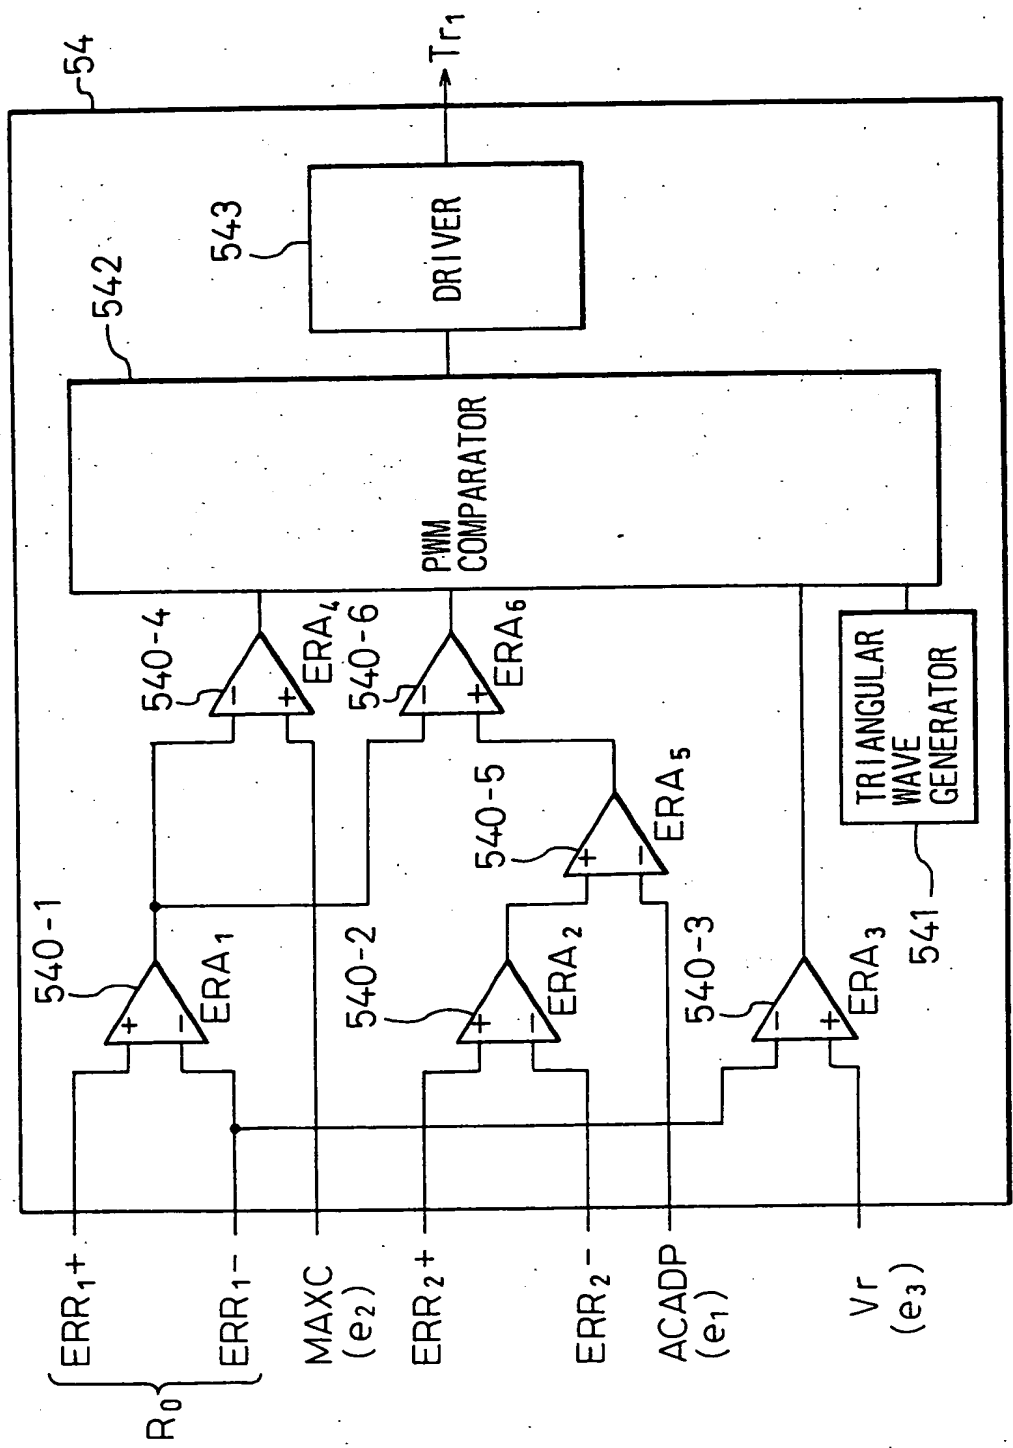 54
Tr1
543
DRIVER
542
PWM
COMPARATOR
540-4
−
+
ERA4
540-6
−
+
ERA6
540-5
+
−
ERA5
TRIANGULAR
WAVE
GENERATOR
541
540-1
+
−
ERA1
540-2
+
−
ERA2
540-3
−
+
ERA3
ERR1+
ERR1−
R0
MAXC
(e2)
ERR2+
ERR2−
ACADP
(e1)
Vr
(e3)